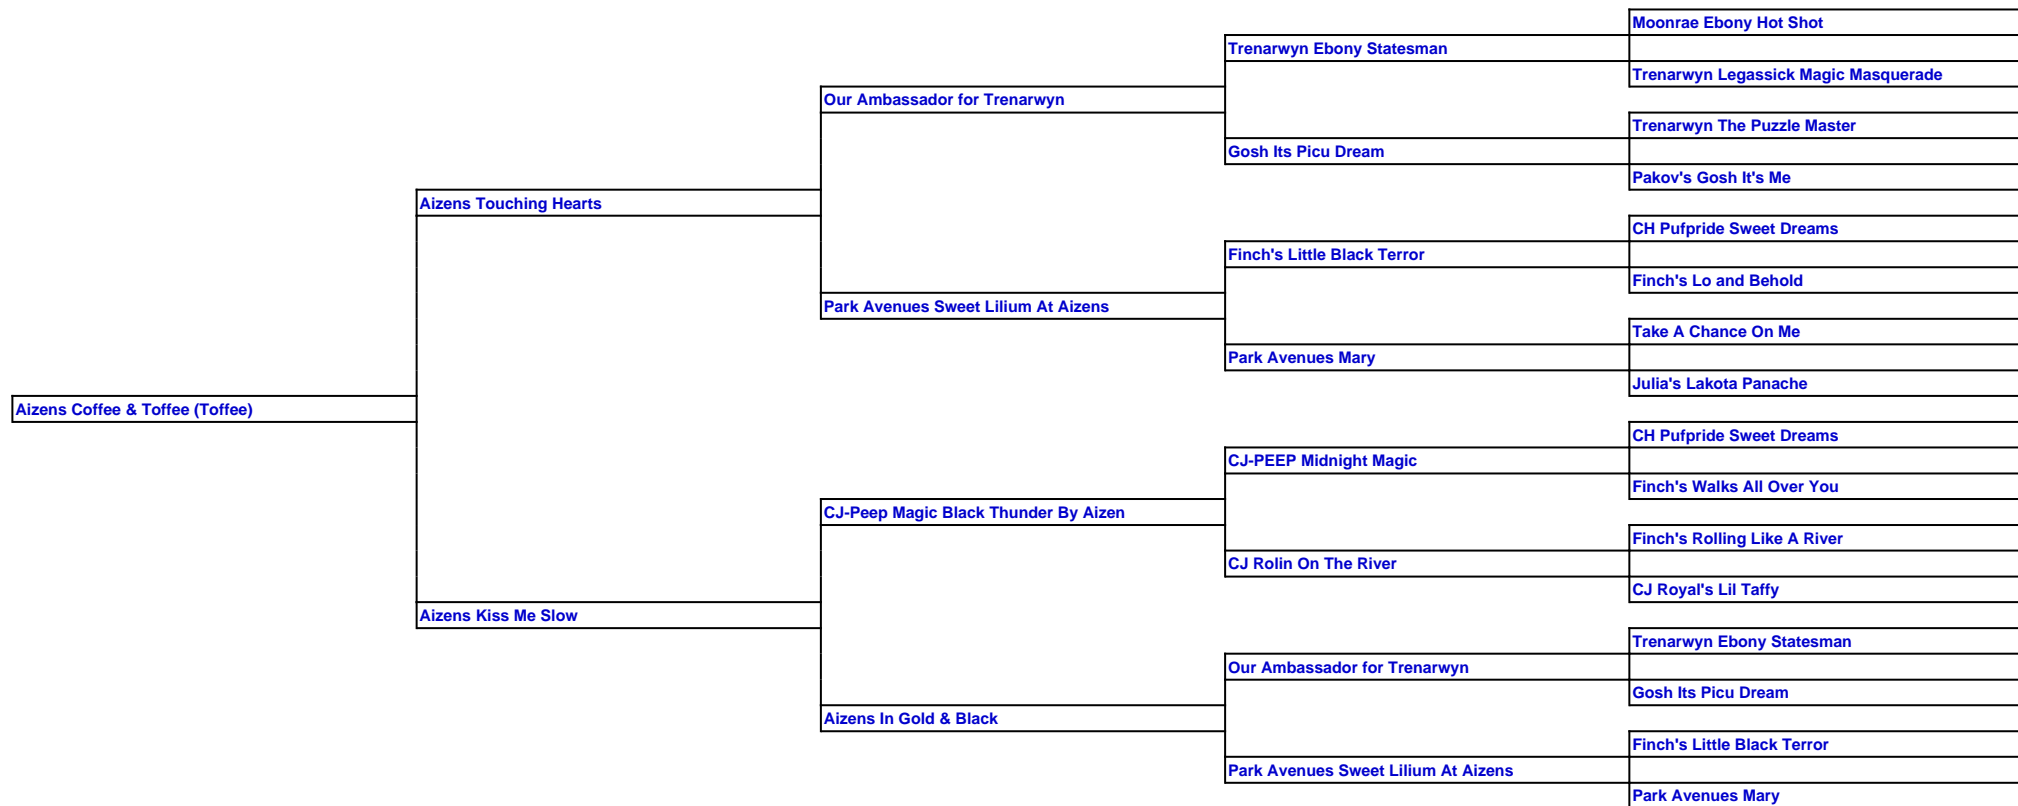 Moonrae Ebony Hot Shot
Trenarwyn Ebony Statesman
Trenarwyn Legassick Magic Masquerade
Our Ambassador for Trenarwyn
Trenarwyn The Puzzle Master
Gosh Its Picu Dream
Pakov's Gosh It's Me
Aizens Touching Hearts
CH Pufpride Sweet Dreams
Finch's Little Black Terror
Finch's Lo and Behold
Park Avenues Sweet Lilium At Aizens
Take A Chance On Me
Park Avenues Mary
Julia's Lakota Panache
Aizens Coffee & Toffee (Toffee)
CH Pufpride Sweet Dreams
CJ-PEEP Midnight Magic
Finch's Walks All Over You
CJ-Peep Magic Black Thunder By Aizen
Finch's Rolling Like A River
CJ Rolin On The River
CJ Royal's Lil Taffy
Aizens Kiss Me Slow
Trenarwyn Ebony Statesman
Our Ambassador for Trenarwyn
Gosh Its Picu Dream
Aizens In Gold & Black
Finch's Little Black Terror
Park Avenues Sweet Lilium At Aizens
Park Avenues Mary